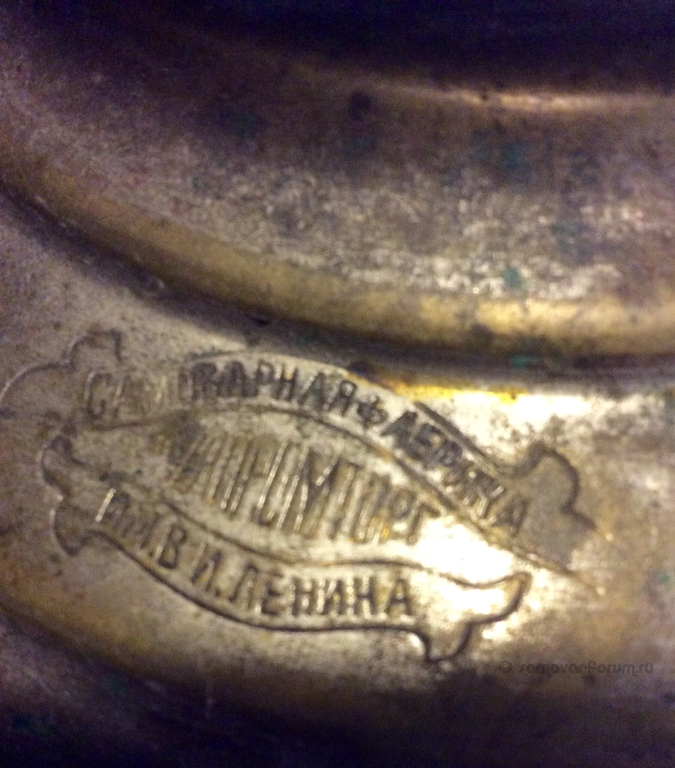 САМОВАРНАЯ ФАБРИКА
ИМ.В И.ЛЕНИНА
© samovarforum.ru